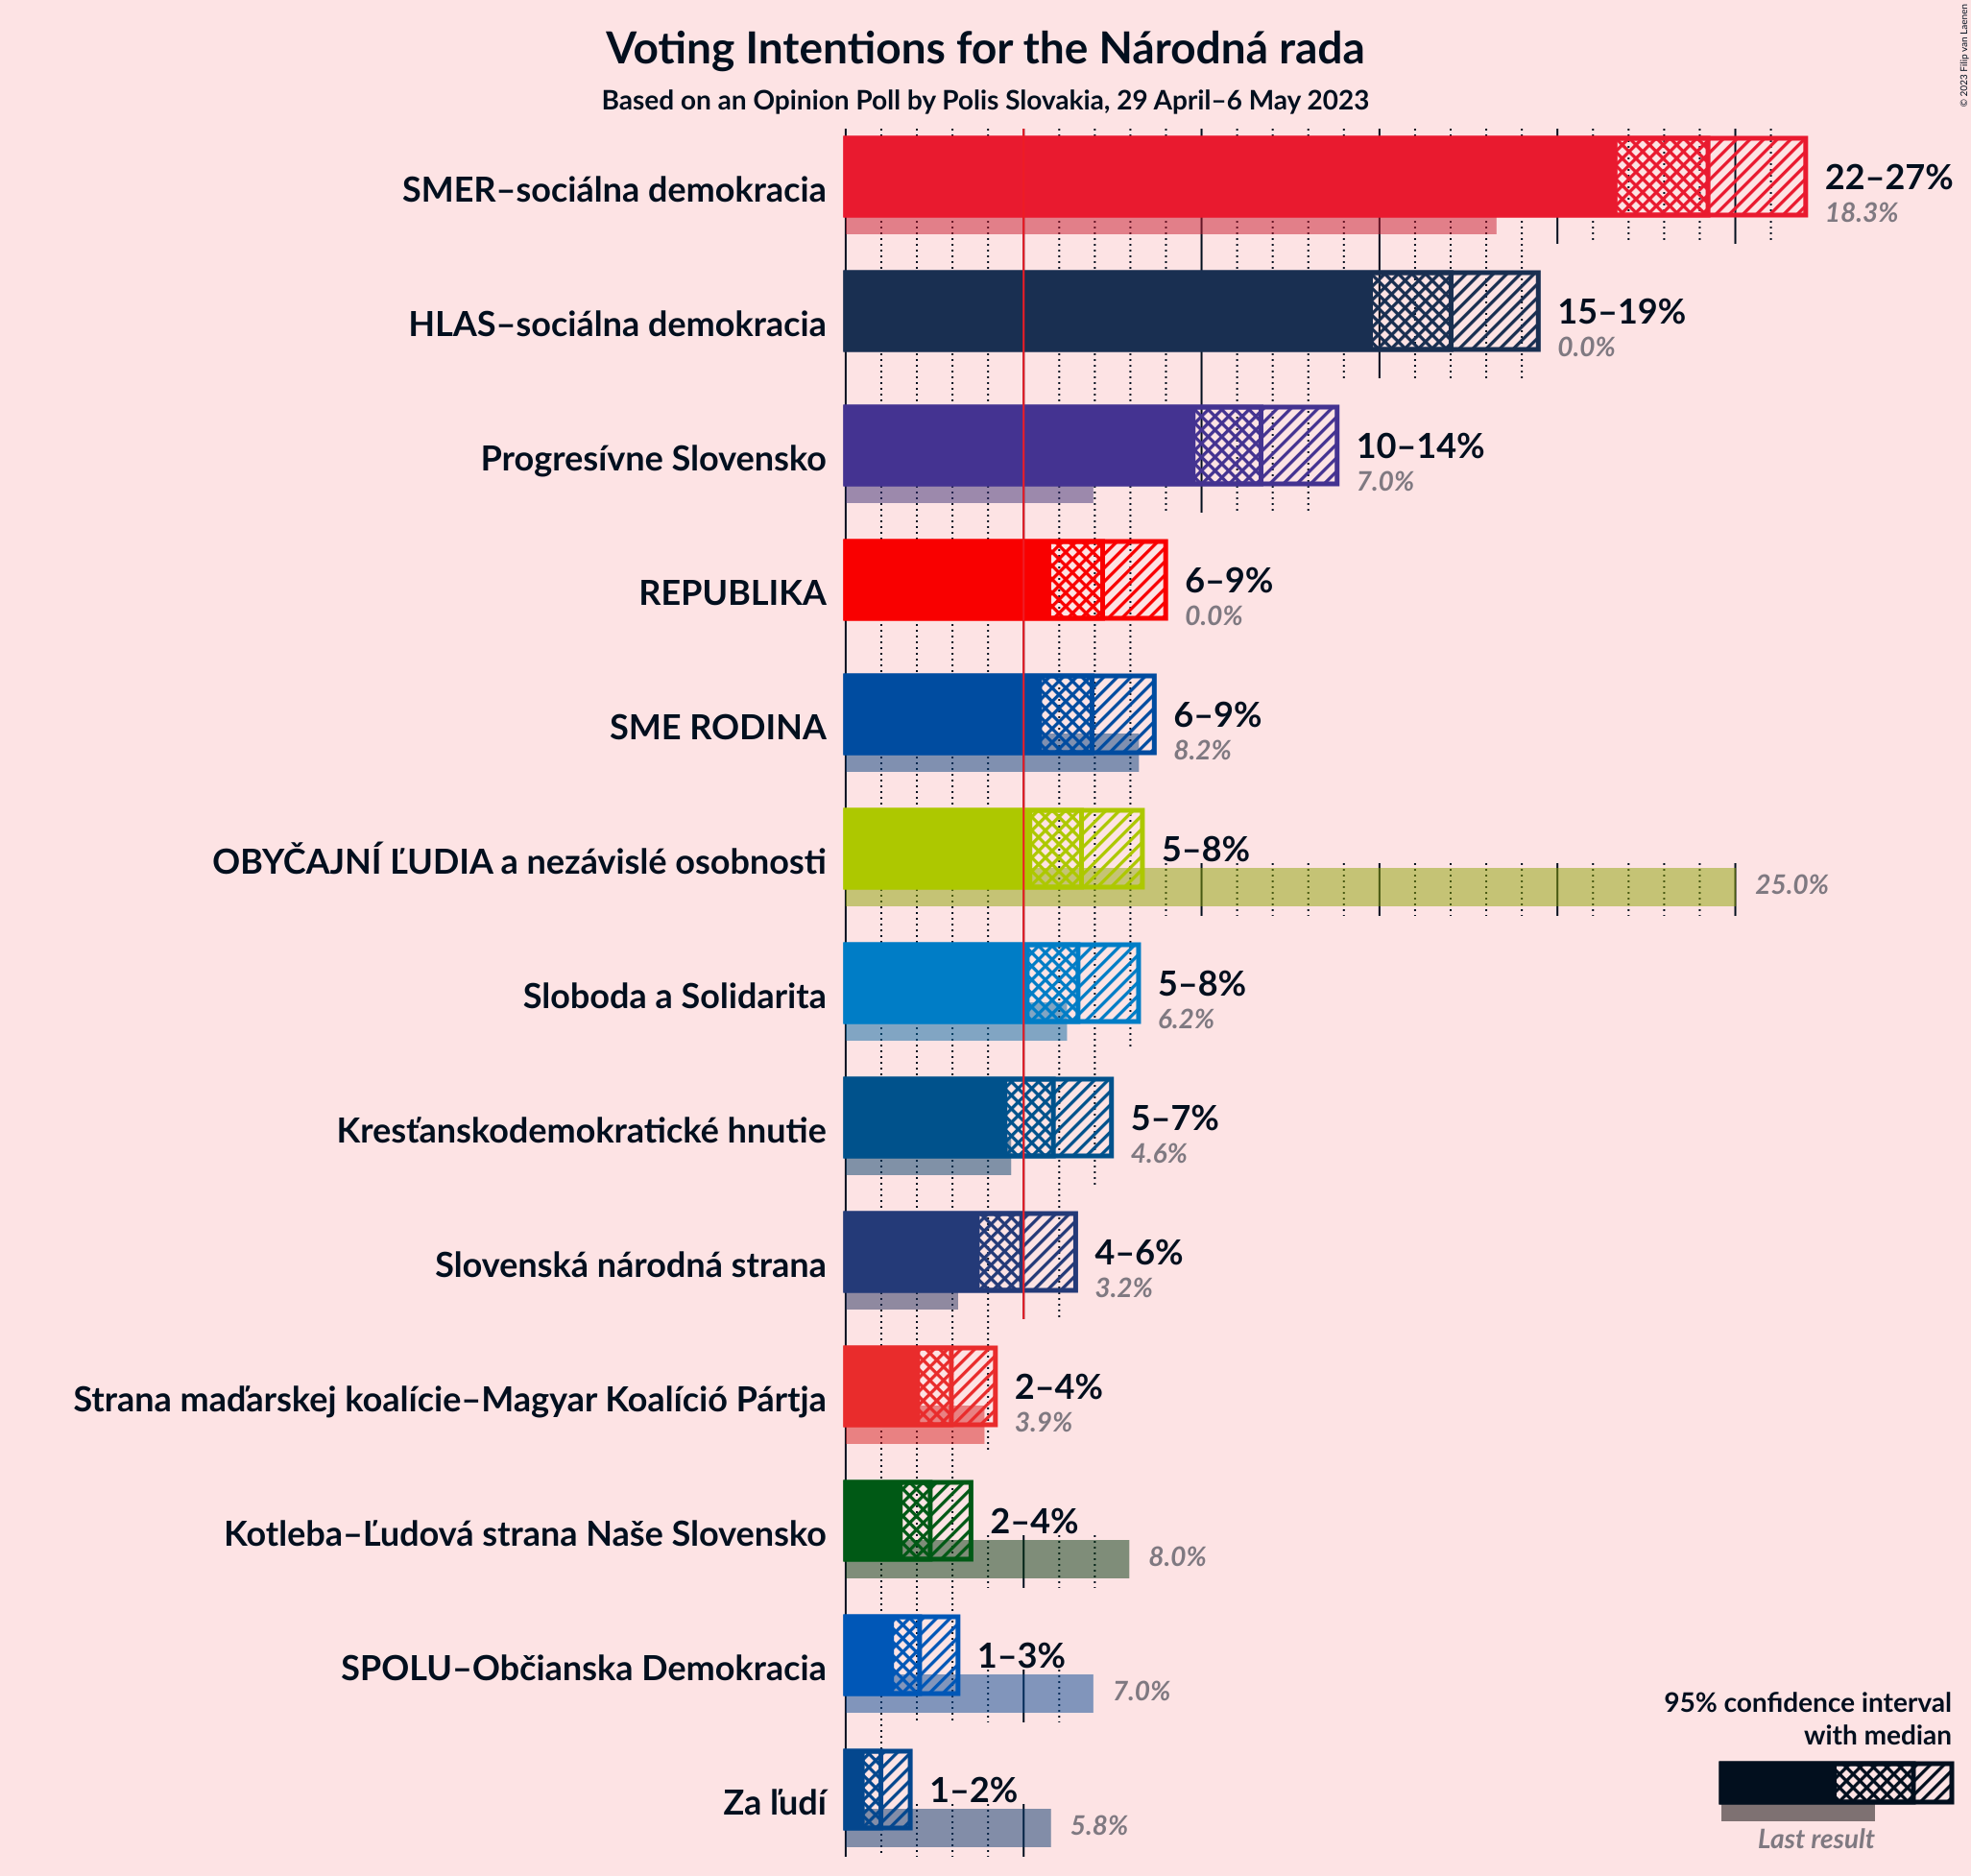 Voting Intentions for the Národná rada
Based on an Opinion Poll by Polis Slovakia, 29 April–6 May 2023
© 2023 Filip van Laenen
SMER–sociálna demokracia
22–27%
18.3%
HLAS–sociálna demokracia
15–19%
0.0%
Progresívne Slovensko
10–14%
7.0%
REPUBLIKA
6–9%
0.0%
SME RODINA
6–9%
8.2%
OBYČAJNÍ ĽUDIA a nezávislé osobnosti
5–8%
25.0%
Sloboda a Solidarita
5–8%
6.2%
Kresťanskodemokratické hnutie
5–7%
4.6%
Slovenská národná strana
4–6%
3.2%
Strana maďarskej koalície–Magyar Koalíció Pártja
2–4%
3.9%
Kotleba–Ľudová strana Naše Slovensko
2–4%
8.0%
SPOLU–Občianska Demokracia
1–3%
7.0%
Za ľudí
1–2%
5.8%
95% confidence interval
with median
Last result